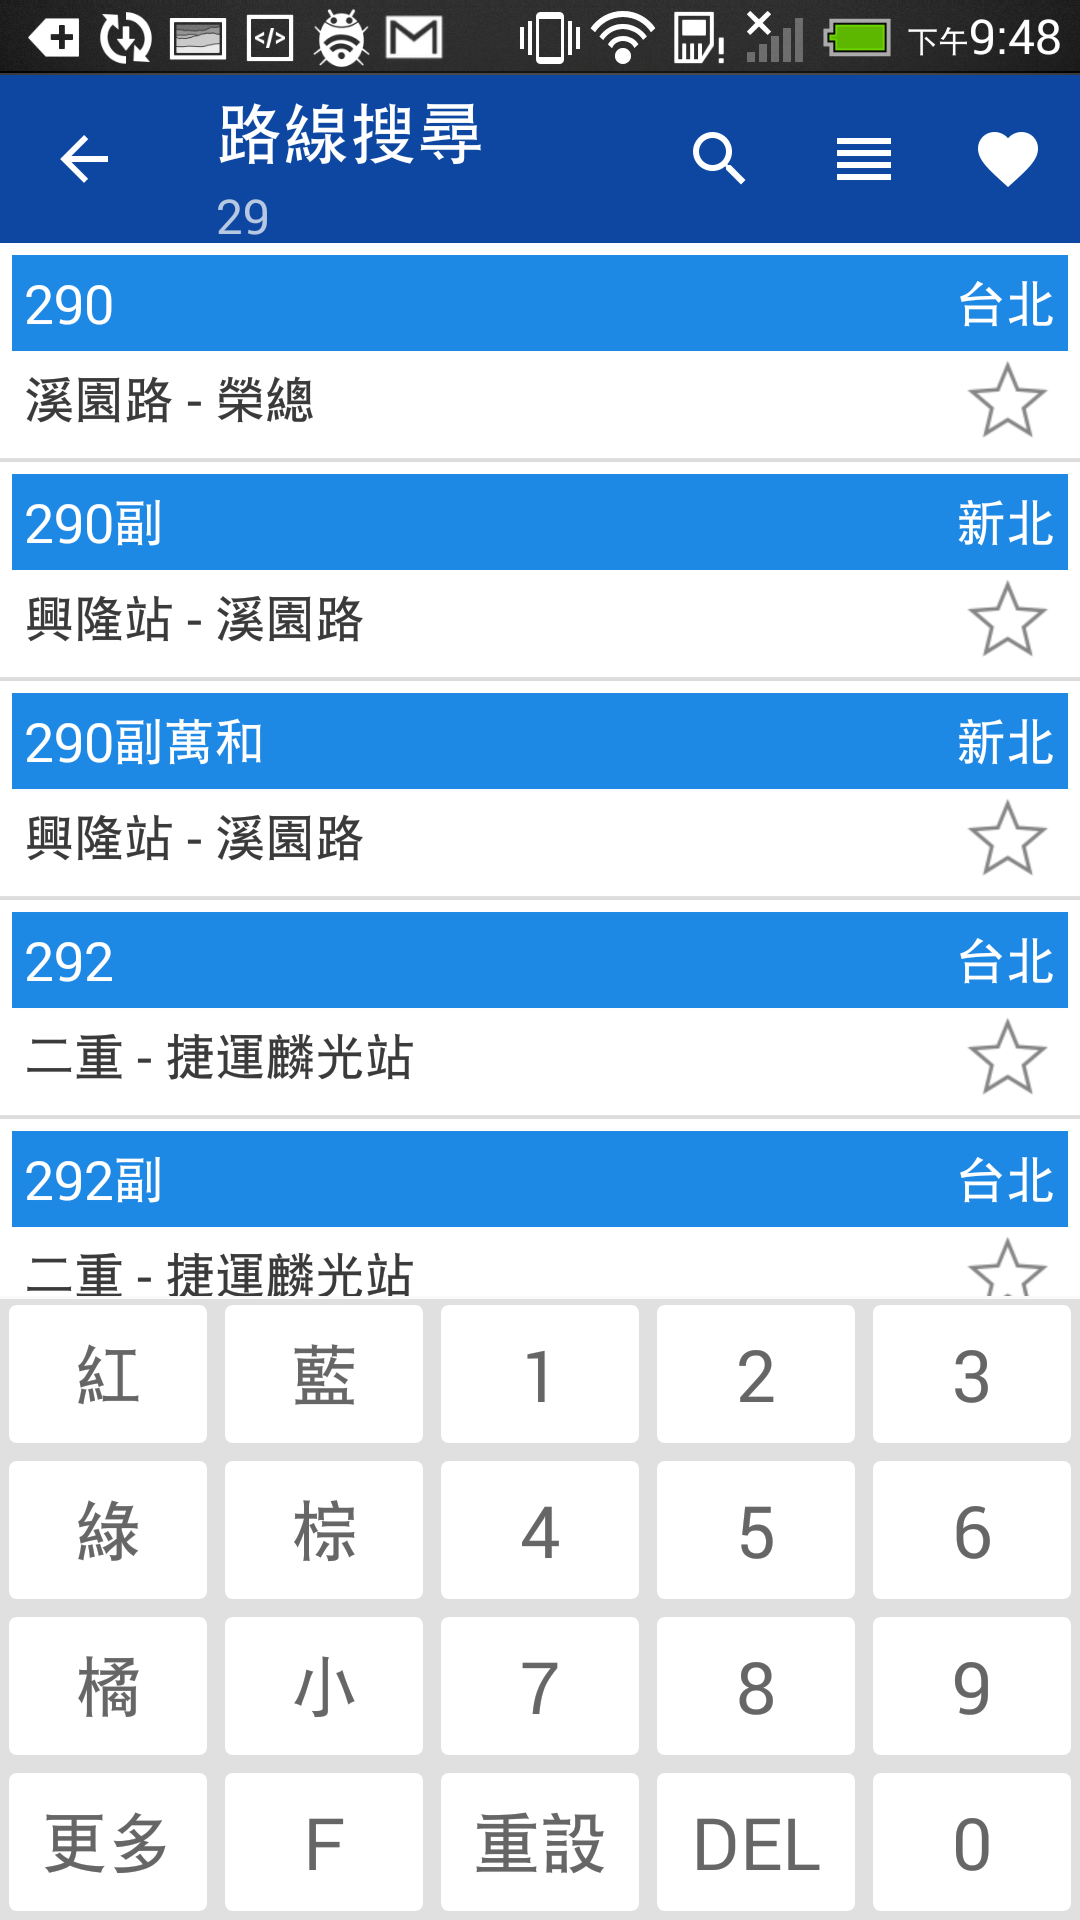 下午9:48
路線搜尋
29
290 台北
溪園路 - 榮總
290副 新北
興隆站 - 溪園路
290副萬和 新北
興隆站 - 溪園路
292 台北
二重 - 捷運麟光站
292副 台北
二重 - 捷運麟光站
紅 藍 1 2 3
綠 棕 4 5 6
橘 小 7 8 9
更多 F 重設 DEL 0